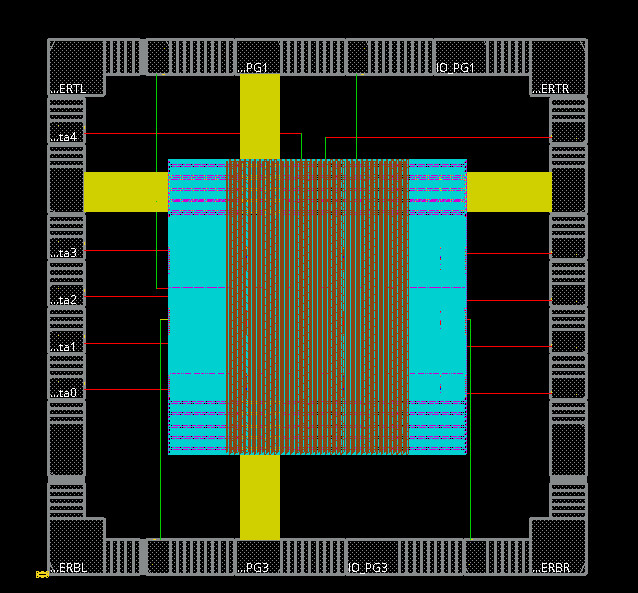 ...PG1
IO_PG1
...ERTL
...ERTR
...ta4
...ta3
...ta2
...ta1
...ta0
...PG3
IO_PG3
...ERBL
...ERBR